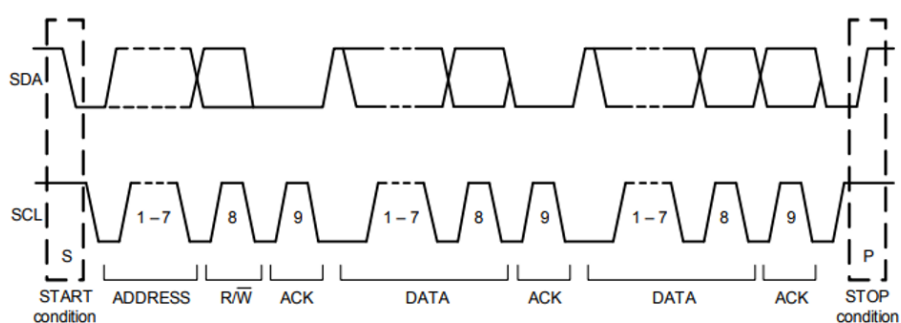 SDA
SCL
1 – 7
8
9
1 – 7
8
9
1 – 7
8
9
S
P
START
condition
ADDRESS
R/W̅
ACK
DATA
ACK
DATA
ACK
STOP
condition